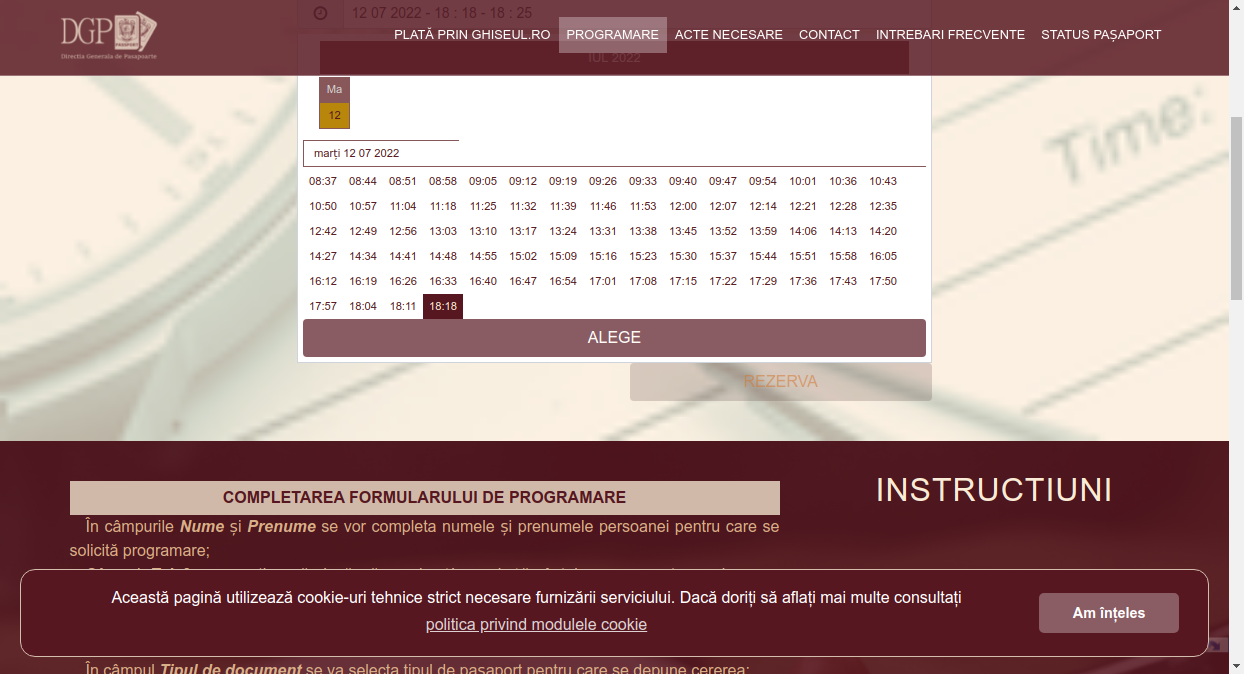 DGP
PASSPORT
Directia Generala de Pasapoarte
12 07 2022 - 18 : 18 - 18 : 25
PLATĂ PRIN GHISEUL.RO PROGRAMARE ACTE NECESARE CONTACT INTREBARI FRECVENTE STATUS PAȘAPORT
IUL 2022
Time:
Ma
12
marți 12 07 2022
08:37 08:44 08:51 08:58 09:05 09:12 09:19 09:26 09:33 09:40 09:47 09:54 10:01 10:36 10:43
10:50 10:57 11:04 11:18 11:25 11:32 11:39 11:46 11:53 12:00 12:07 12:14 12:21 12:28 12:35
12:42 12:49 12:56 13:03 13:10 13:17 13:24 13:31 13:38 13:45 13:52 13:59 14:06 14:13 14:20
14:27 14:34 14:41 14:48 14:55 15:02 15:09 15:16 15:23 15:30 15:37 15:44 15:51 15:58 16:05
16:12 16:19 16:26 16:33 16:40 16:47 16:54 17:01 17:08 17:15 17:22 17:29 17:36 17:43 17:50
17:57 18:04 18:11 18:18
ALEGE
REZERVA
COMPLETAREA FORMULARULUI DE PROGRAMARE
INSTRUCTIUNI
În câmpurile Nume și Prenume se vor completa numele și prenumele persoanei pentru care se
solicită programare;
Această pagină utilizează cookie-uri tehnice strict necesare furnizării serviciului. Dacă doriți să aflați mai multe consultați
politica privind modulele cookie
Am înțeles
În câmpul Tipul de document se va selecta tipul de pașaport pentru care se depune cererea;